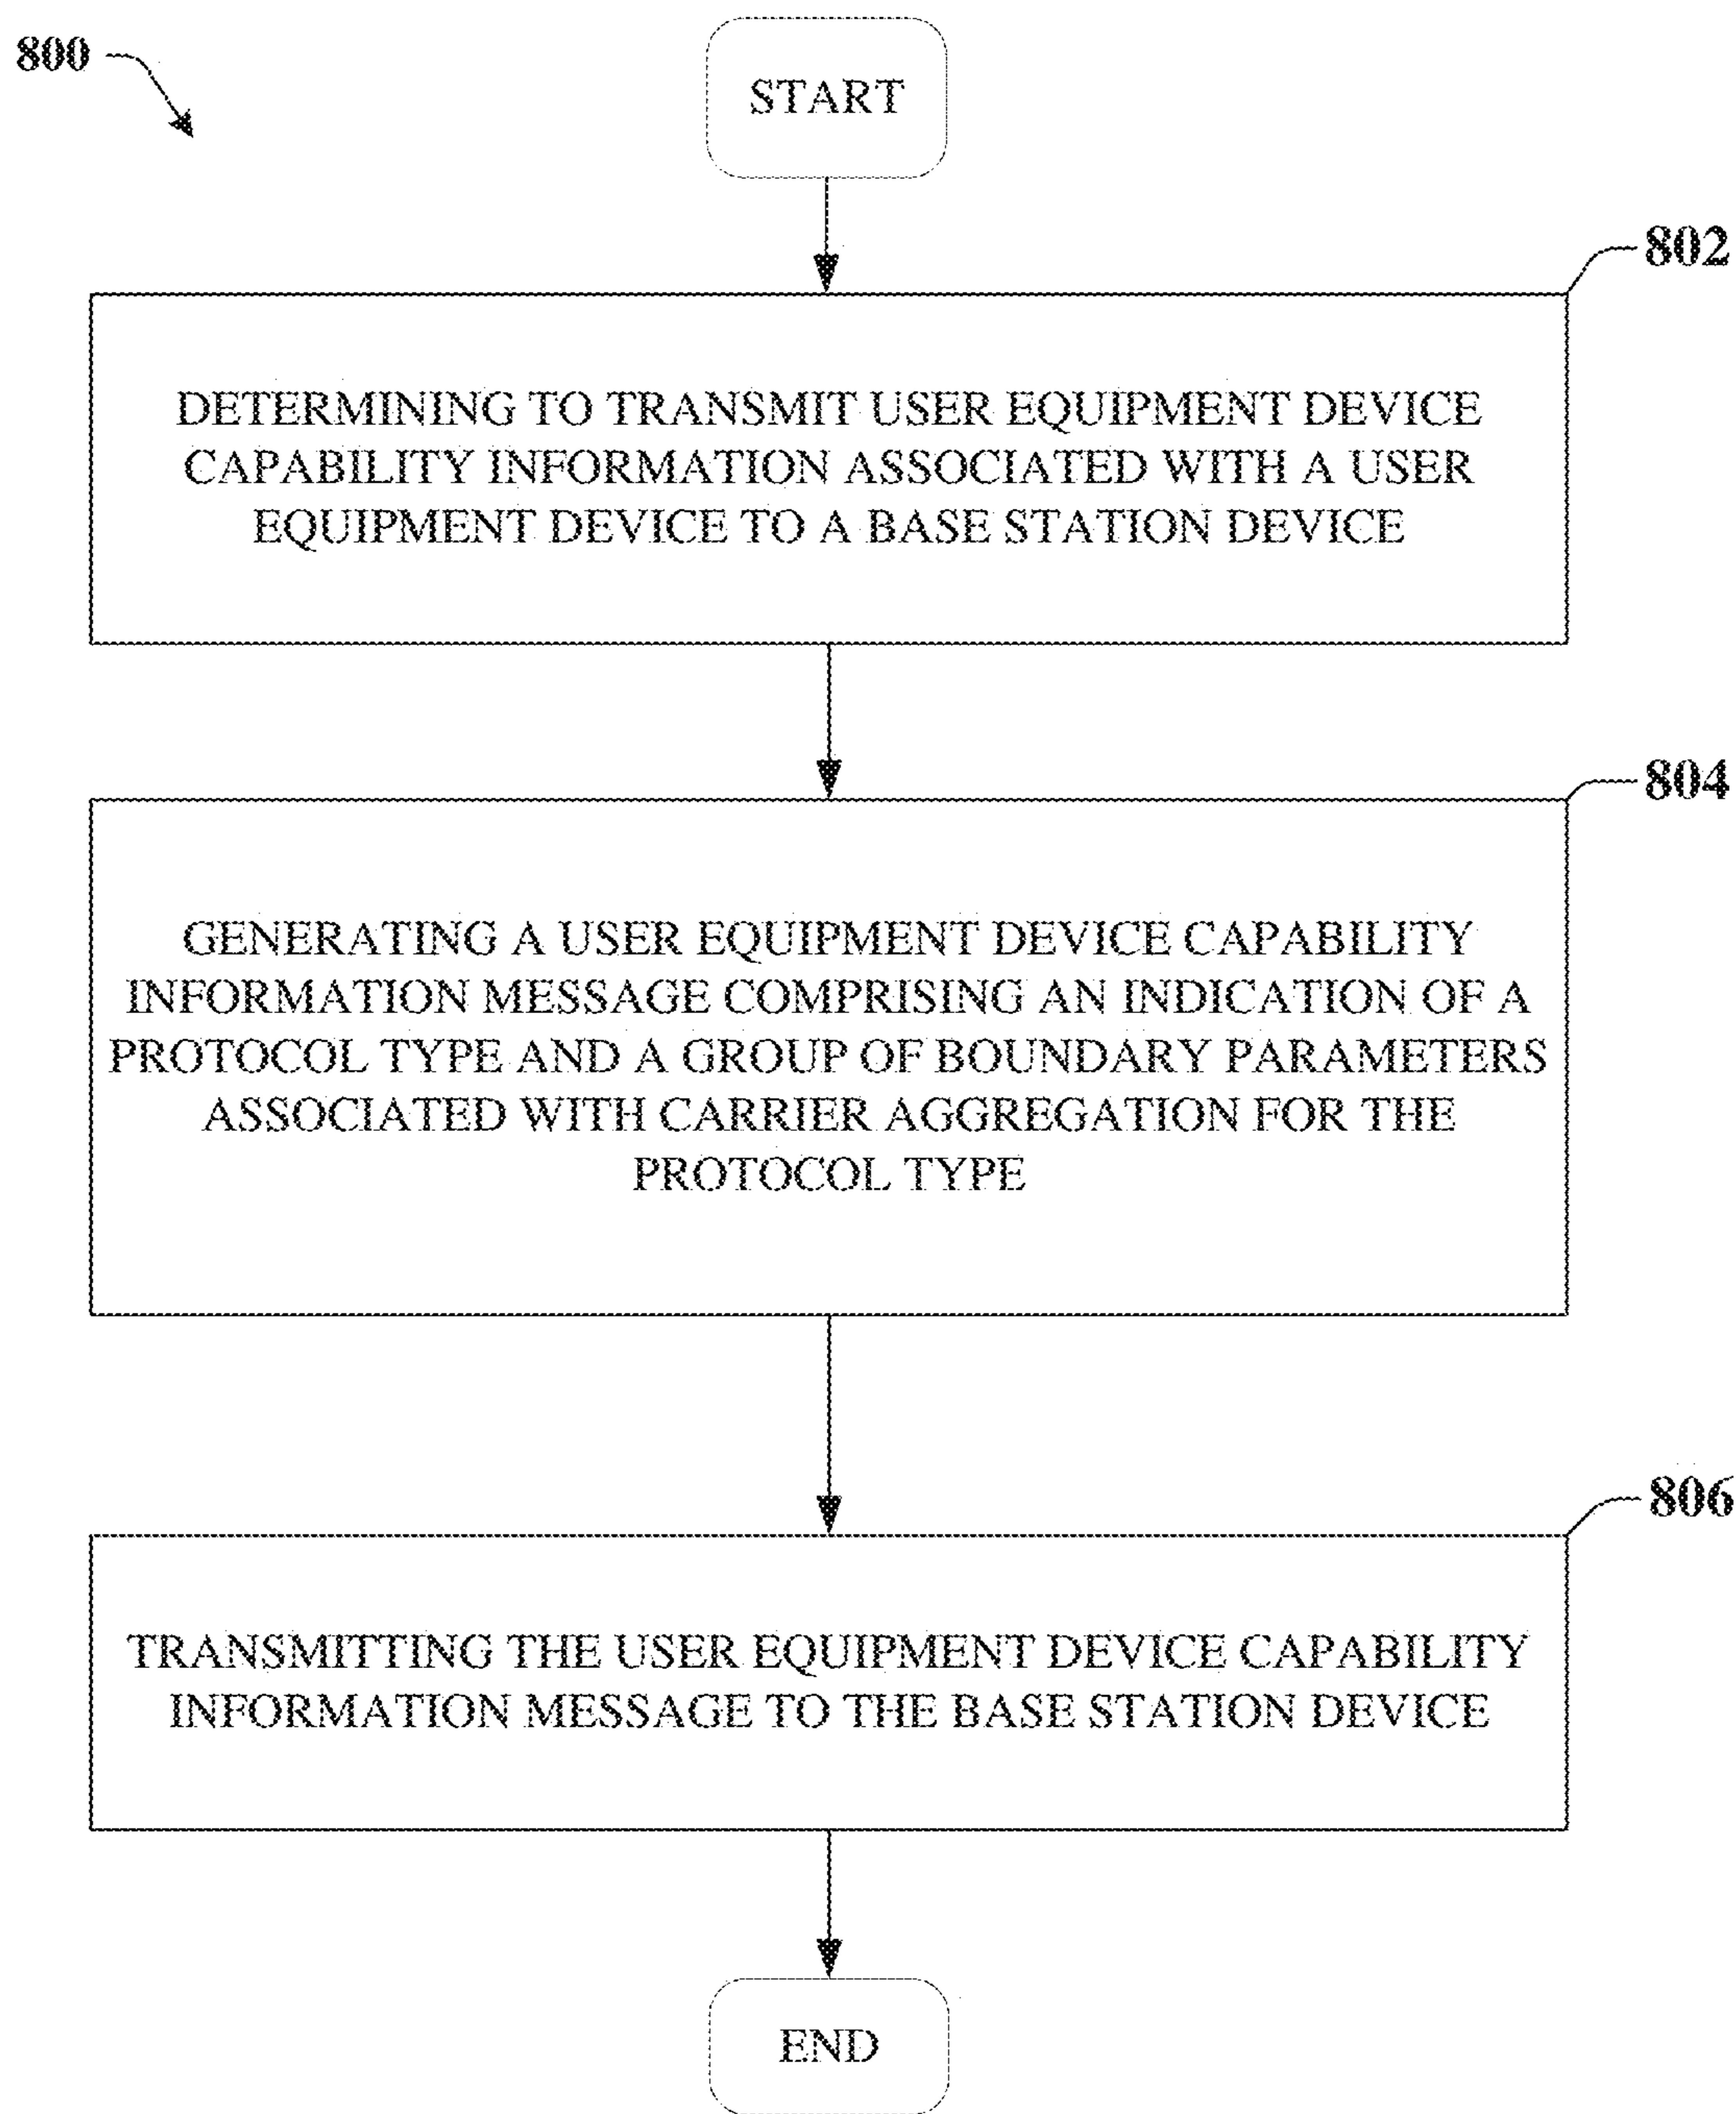 800
START
802
DETERMINING TO TRANSMIT USER EQUIPMENT DEVICE
CAPABILITY INFORMATION ASSOCIATED WITH A USER
EQUIPMENT DEVICE TO A BASE STATION DEVICE
804
GENERATING A USER EQUIPMENT DEVICE CAPABILITY
INFORMATION MESSAGE COMPRISING AN INDICATION OF A
PROTOCOL TYPE AND A GROUP OF BOUNDARY PARAMETERS
ASSOCIATED WITH CARRIER AGGREGATION FOR THE
PROTOCOL TYPE
806
TRANSMITTING THE USER EQUIPMENT DEVICE CAPABILITY
INFORMATION MESSAGE TO THE BASE STATION DEVICE
END